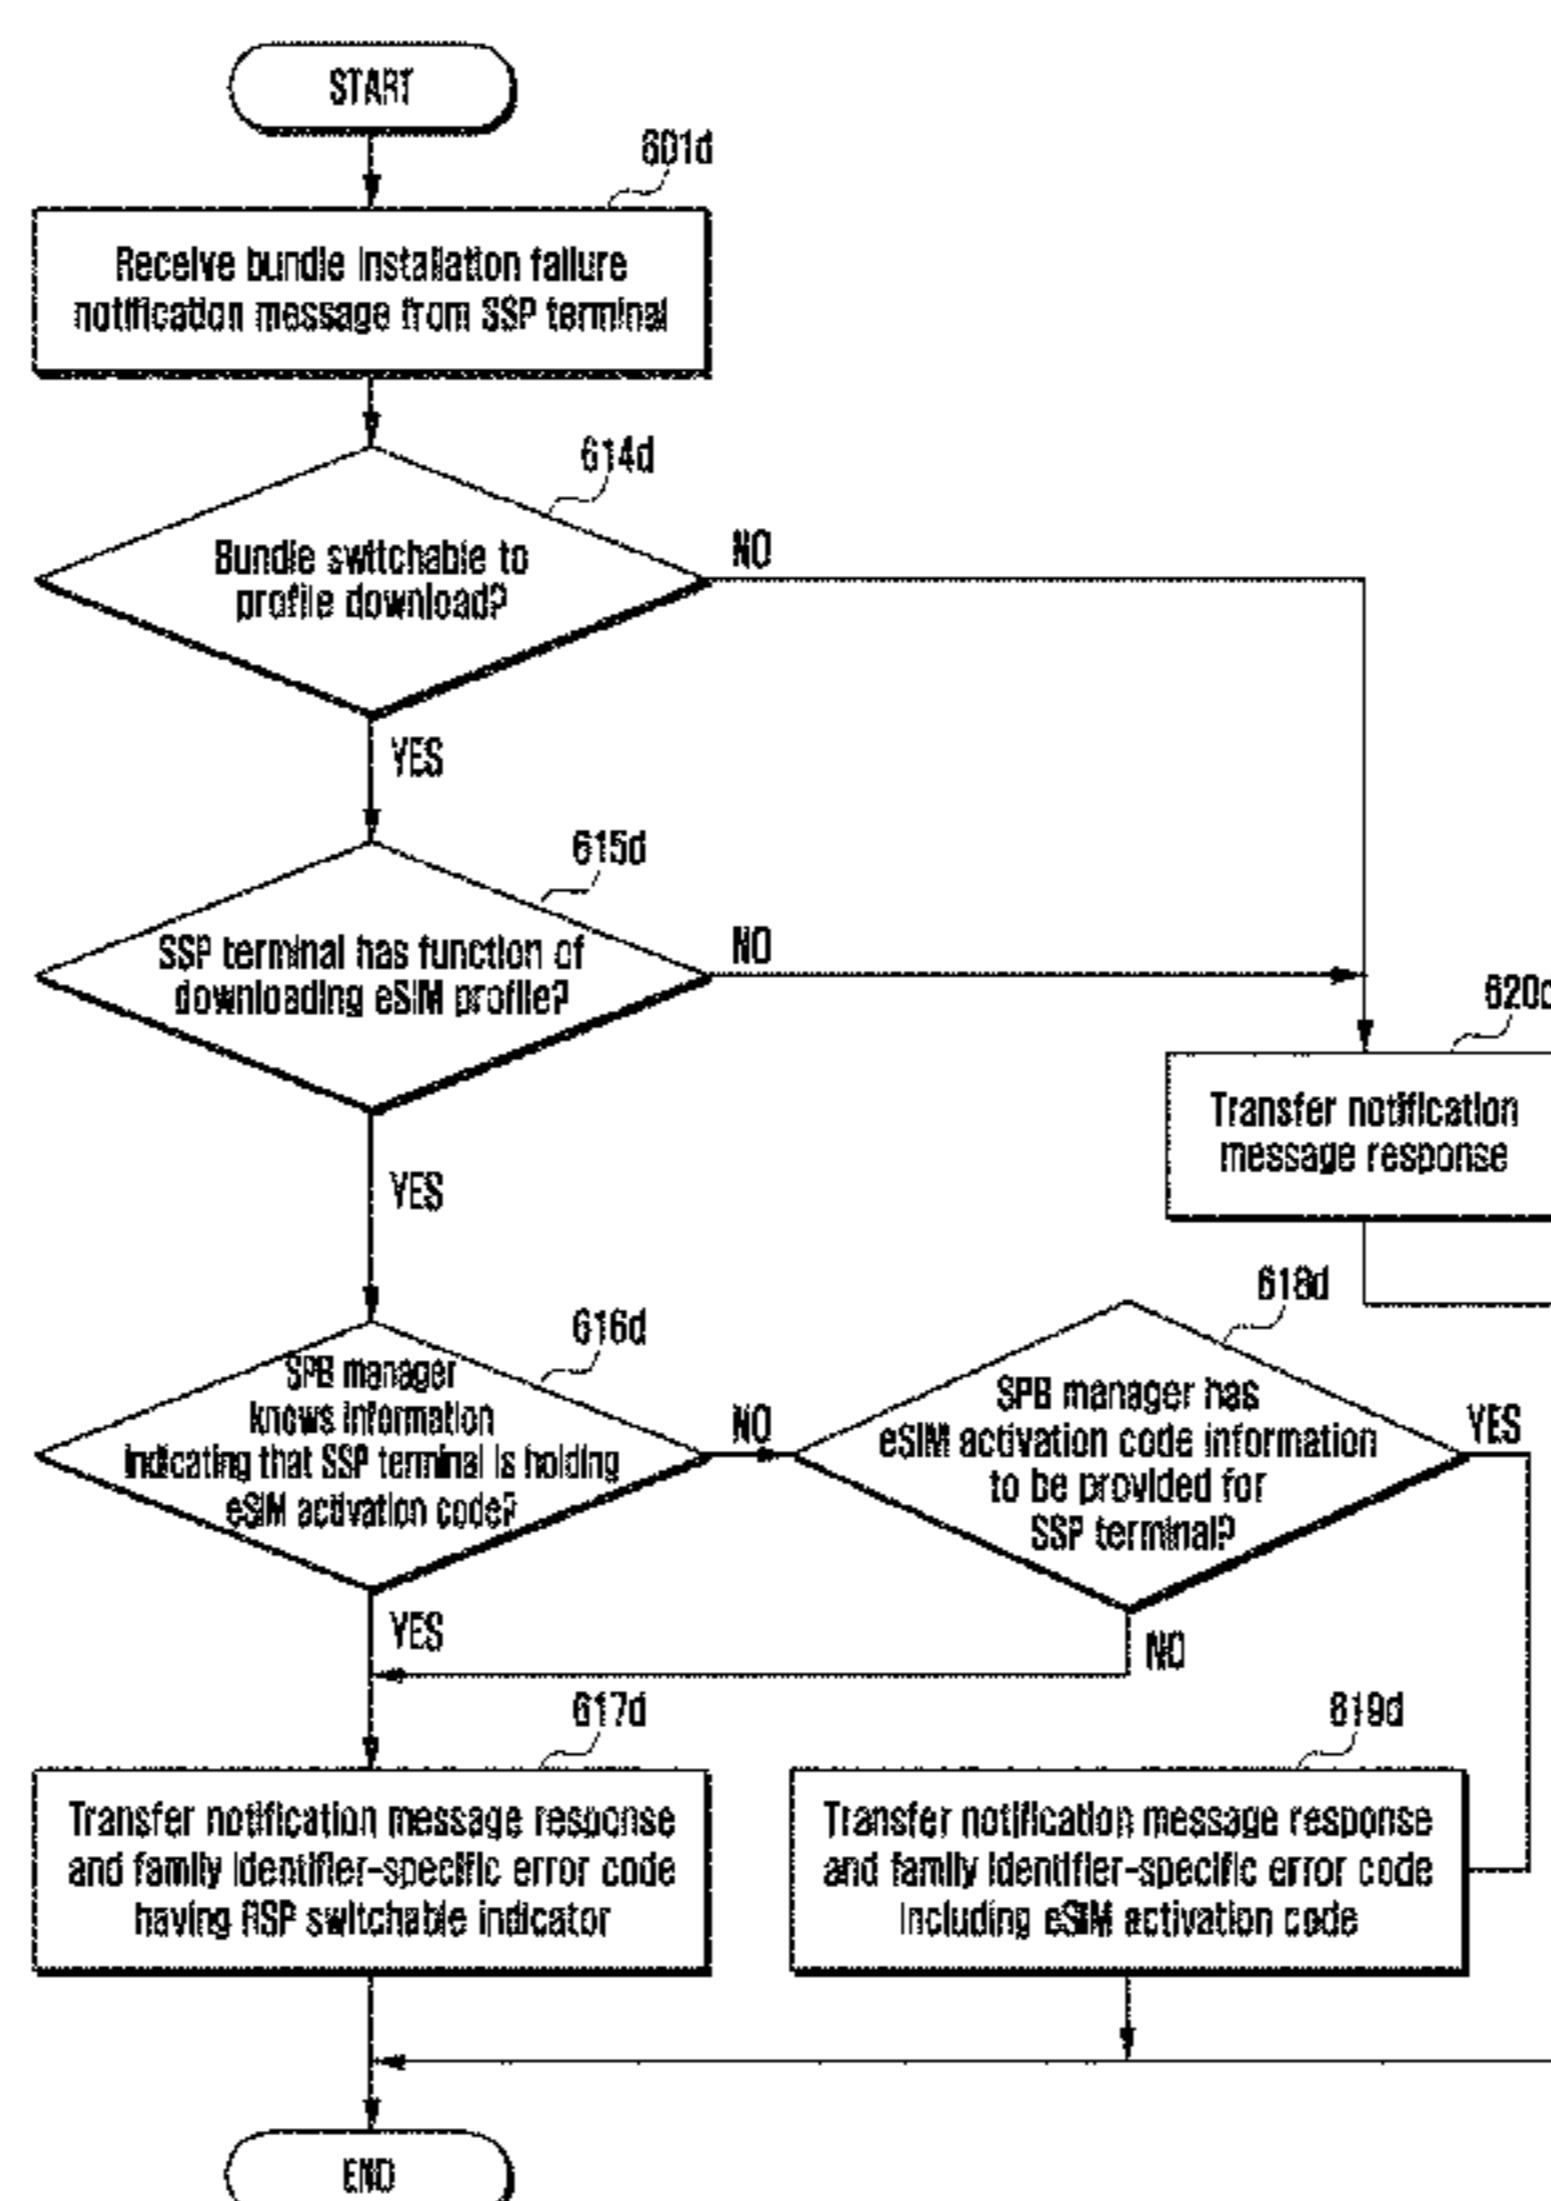 START
601d
Receive bundle installation failure
notification message from SSP terminal
614d
Bundle switchable to
profile download?
NO
YES
615d
SSP terminal has function of
downloading eSIM profile?
NO
YES
620d
Transfer notification
message response
616d
SPB manager
knows information
indicating that SSP terminal is holding
eSIM activation code?
NO
YES
618d
SPB manager has
eSIM activation code information
to be provided for
SSP terminal?
YES
NO
617d
Transfer notification message response
and family identifier-specific error code
having RSP switchable indicator
619d
Transfer notification message response
and family identifier-specific error code
including eSIM activation code
END